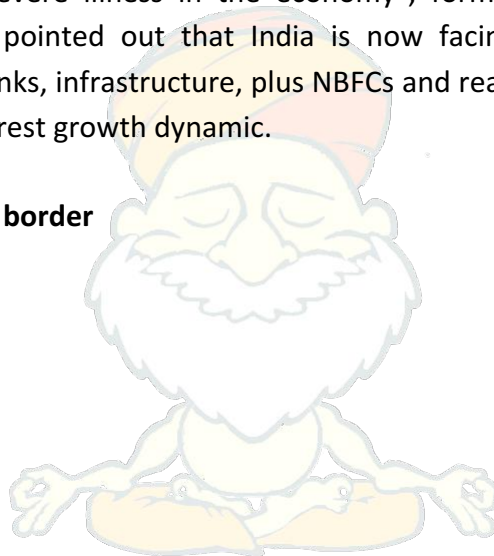 illness in the economy", form
pointed out that India is now facin
nks, infrastructure, plus NBFCs and rea
rest growth dynamic.
border